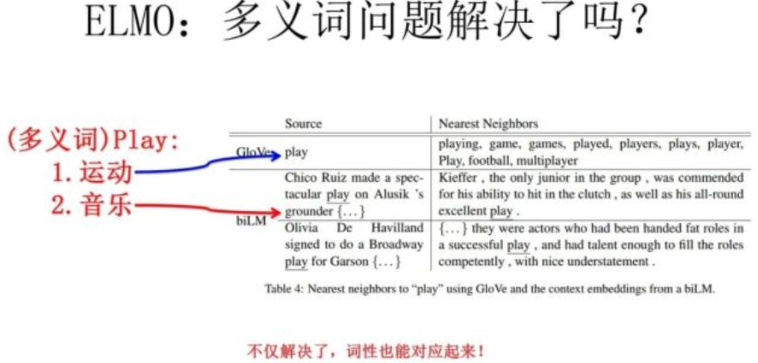 ELMO：多义词问题解决了吗？
(多义词)Play:
1.运动
2.音乐
Source Nearest Neighbors
GloVe play playing, game, games, played, players, plays, player,
Play, football, multiplayer
biLM
Chico Ruiz made a spec-
tacular play on Alusik 's
grounder {...}
Kieffer , the only junior in the group , was commended
for his ability to hit in the clutch , as well as his all-round
excellent play .
Olivia De Havilland
signed to do a Broadway
play for Garson {...}
{...} they were actors who had been handed fat roles in
a successful play , and had talent enough to fill the roles
competently , with nice understatement .
Table 4: Nearest neighbors to “play” using GloVe and the context embeddings from a biLM.
不仅解决了，词性也能对应起来！